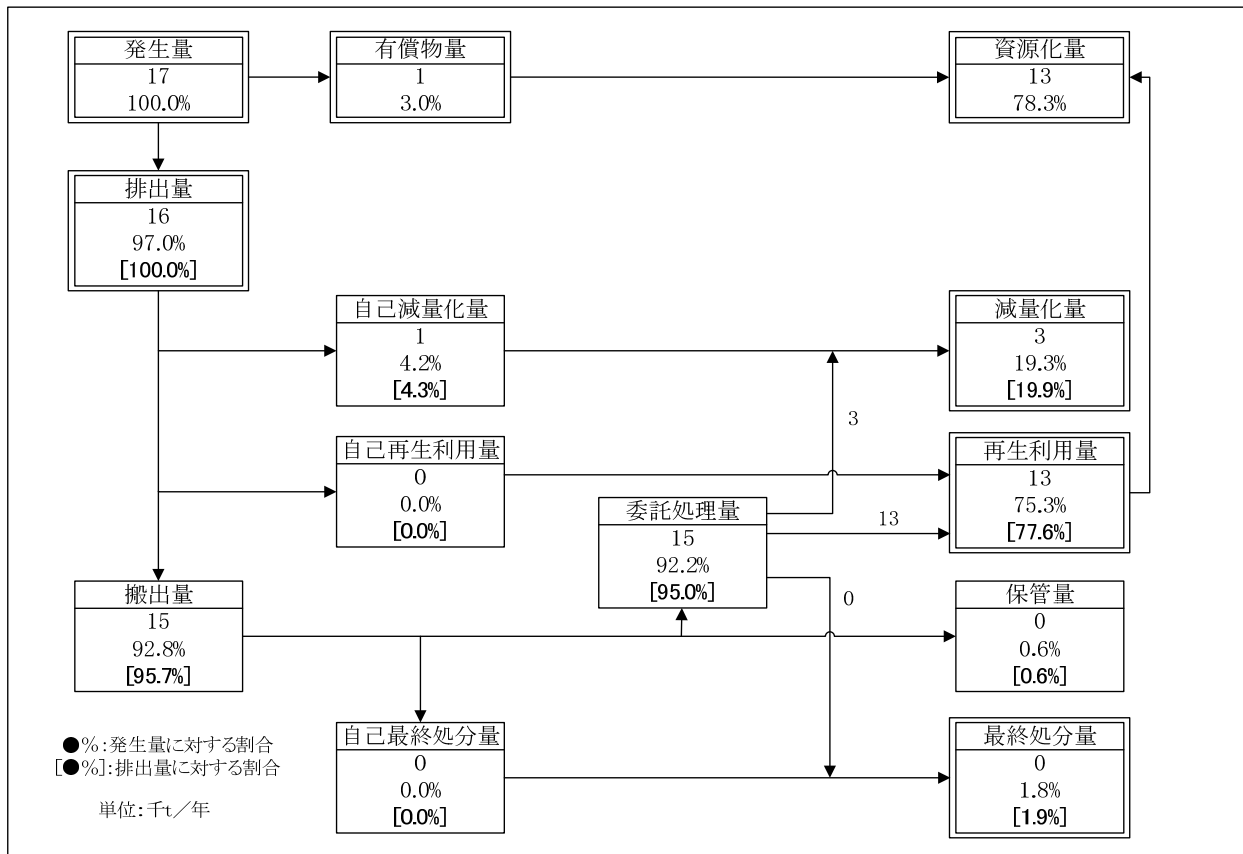 発生量
17
100.0%
有償物量
1
3.0%
資源化量
13
78.3%
排出量
16
97.0%
[100.0%]
自己減量化量
1
4.2%
[4.3%]
減量化量
3
19.3%
[19.9%]
3
自己再生利用量
0
0.0%
[0.0%]
再生利用量
13
75.3%
[77.6%]
委託処理量
15
92.2%
[95.0%]
13
0
搬出量
15
92.8%
[95.7%]
保管量
0
0.6%
[0.6%]
自己最終処分量
0
0.0%
[0.0%]
最終処分量
0
1.8%
[1.9%]
●%:発生量に対する割合
[●%]:排出量に対する割合
単位:千t/年